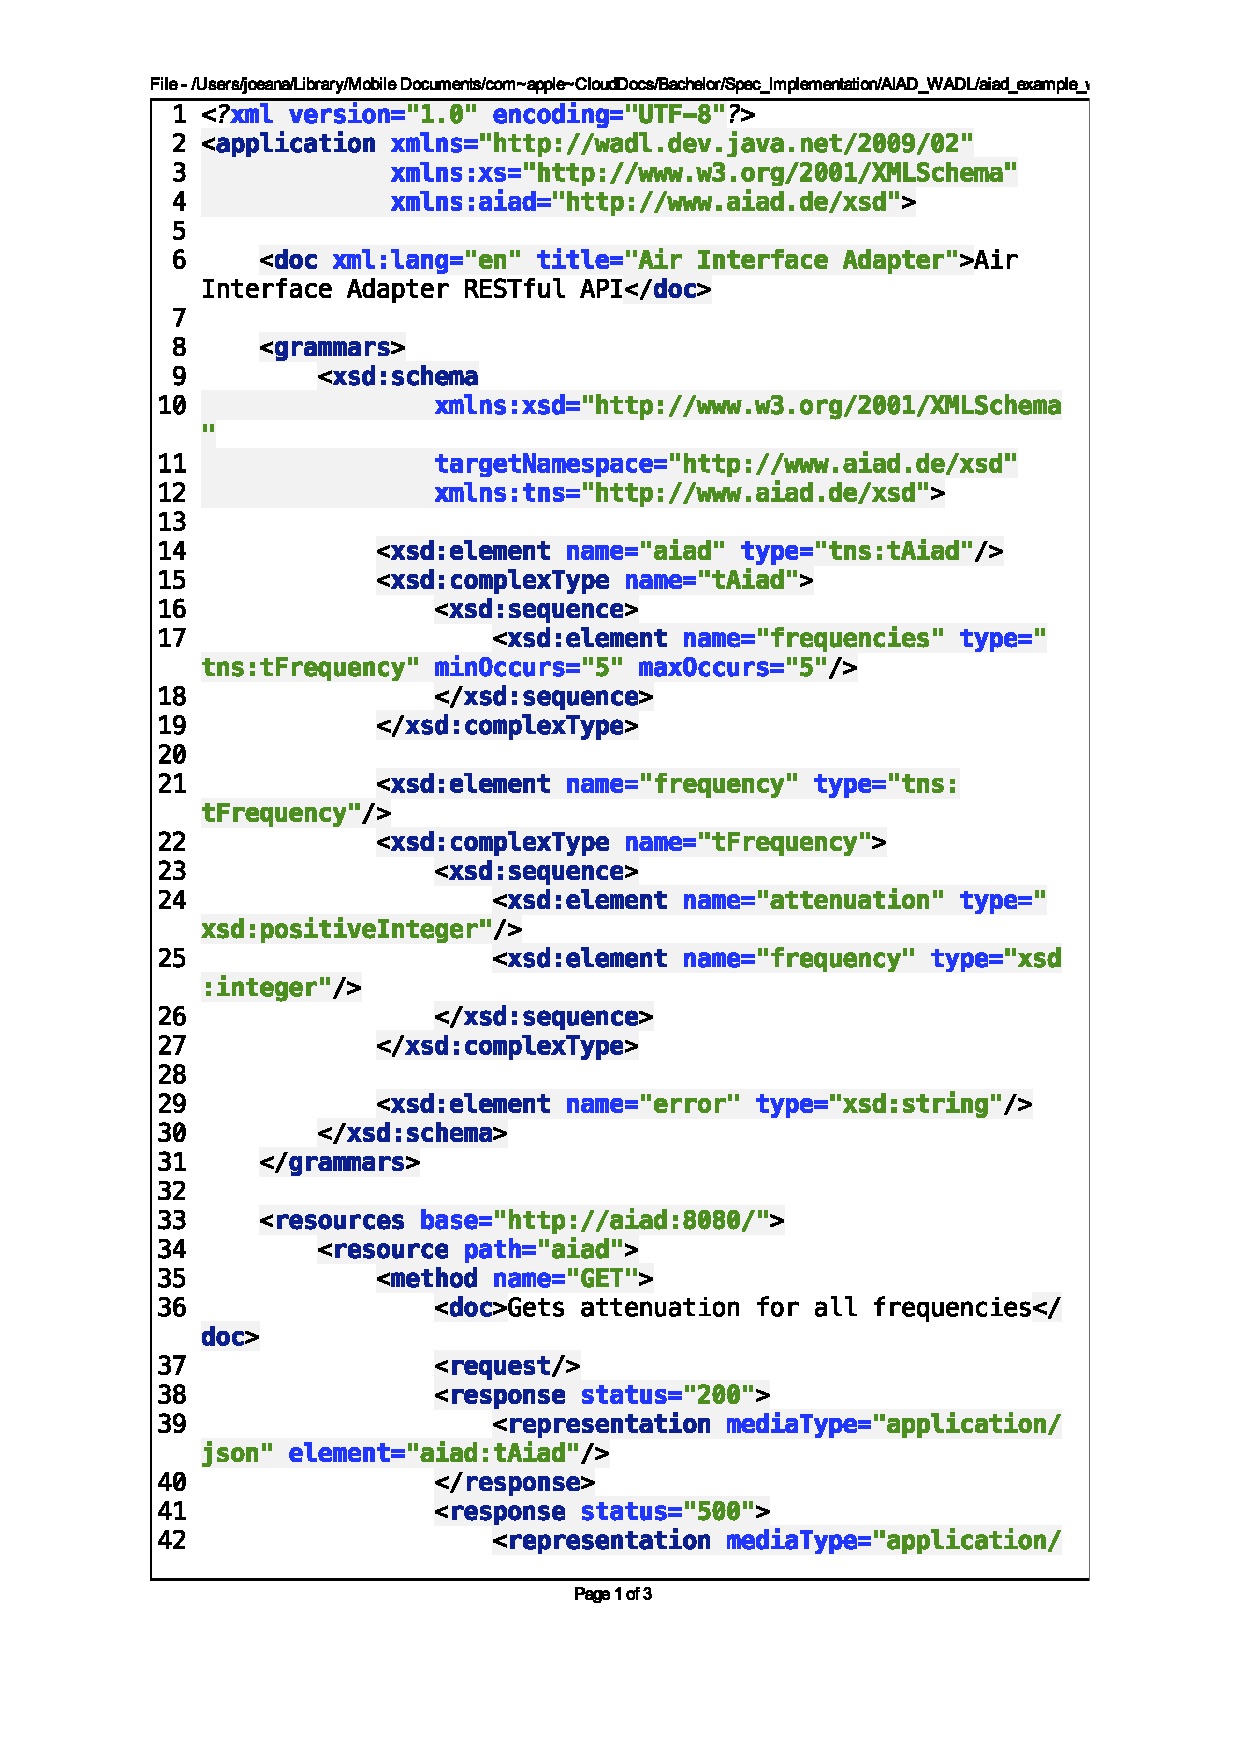 File - /Users/joeana/Library/Mobile Documents/com~apple~CloudDocs/Bachelor/Spec_Implementation/AIAD_WADL/aiad_example_
1 <?xml version="1.0" encoding="UTF-8"?>
2 <application xmlns="http://wadl.dev.java.net/2009/02"
3              xmlns:xs="http://www.w3.org/2001/XMLSchema"
4              xmlns:aiad="http://www.aiad.de/xsd">
5
6     <doc xml:lang="en" title="Air Interface Adapter">Air
Interface Adapter RESTful API</doc>
7
8     <grammars>
9         <xsd:schema
10                 xmlns:xsd="http://www.w3.org/2001/XMLSchema
"
11                 targetNamespace="http://www.aiad.de/xsd"
12                 xmlns:tns="http://www.aiad.de/xsd">
13
14             <xsd:element name="aiad" type="tns:tAiad"/>
15             <xsd:complexType name="tAiad">
16                 <xsd:sequence>
17                     <xsd:element name="frequencies" type="
tns:tFrequency" minOccurs="5" maxOccurs="5"/>
18                 </xsd:sequence>
19             </xsd:complexType>
20
21             <xsd:element name="frequency" type="tns:
tFrequency"/>
22             <xsd:complexType name="tFrequency">
23                 <xsd:sequence>
24                     <xsd:element name="attenuation" type="
xsd:positiveInteger"/>
25                     <xsd:element name="frequency" type="xsd
:integer"/>
26                 </xsd:sequence>
27             </xsd:complexType>
28
29             <xsd:element name="error" type="xsd:string"/>
30         </xsd:schema>
31     </grammars>
32
33     <resources base="http://aiad:8080/">
34         <resource path="aiad">
35             <method name="GET">
36                 <doc>Gets attenuation for all frequencies</
doc>
37                 <request/>
38                 <response status="200">
39                     <representation mediaType="application/
json" element="aiad:tAiad"/>
40                 </response>
41                 <response status="500">
42                     <representation mediaType="application/
Page 1 of 3